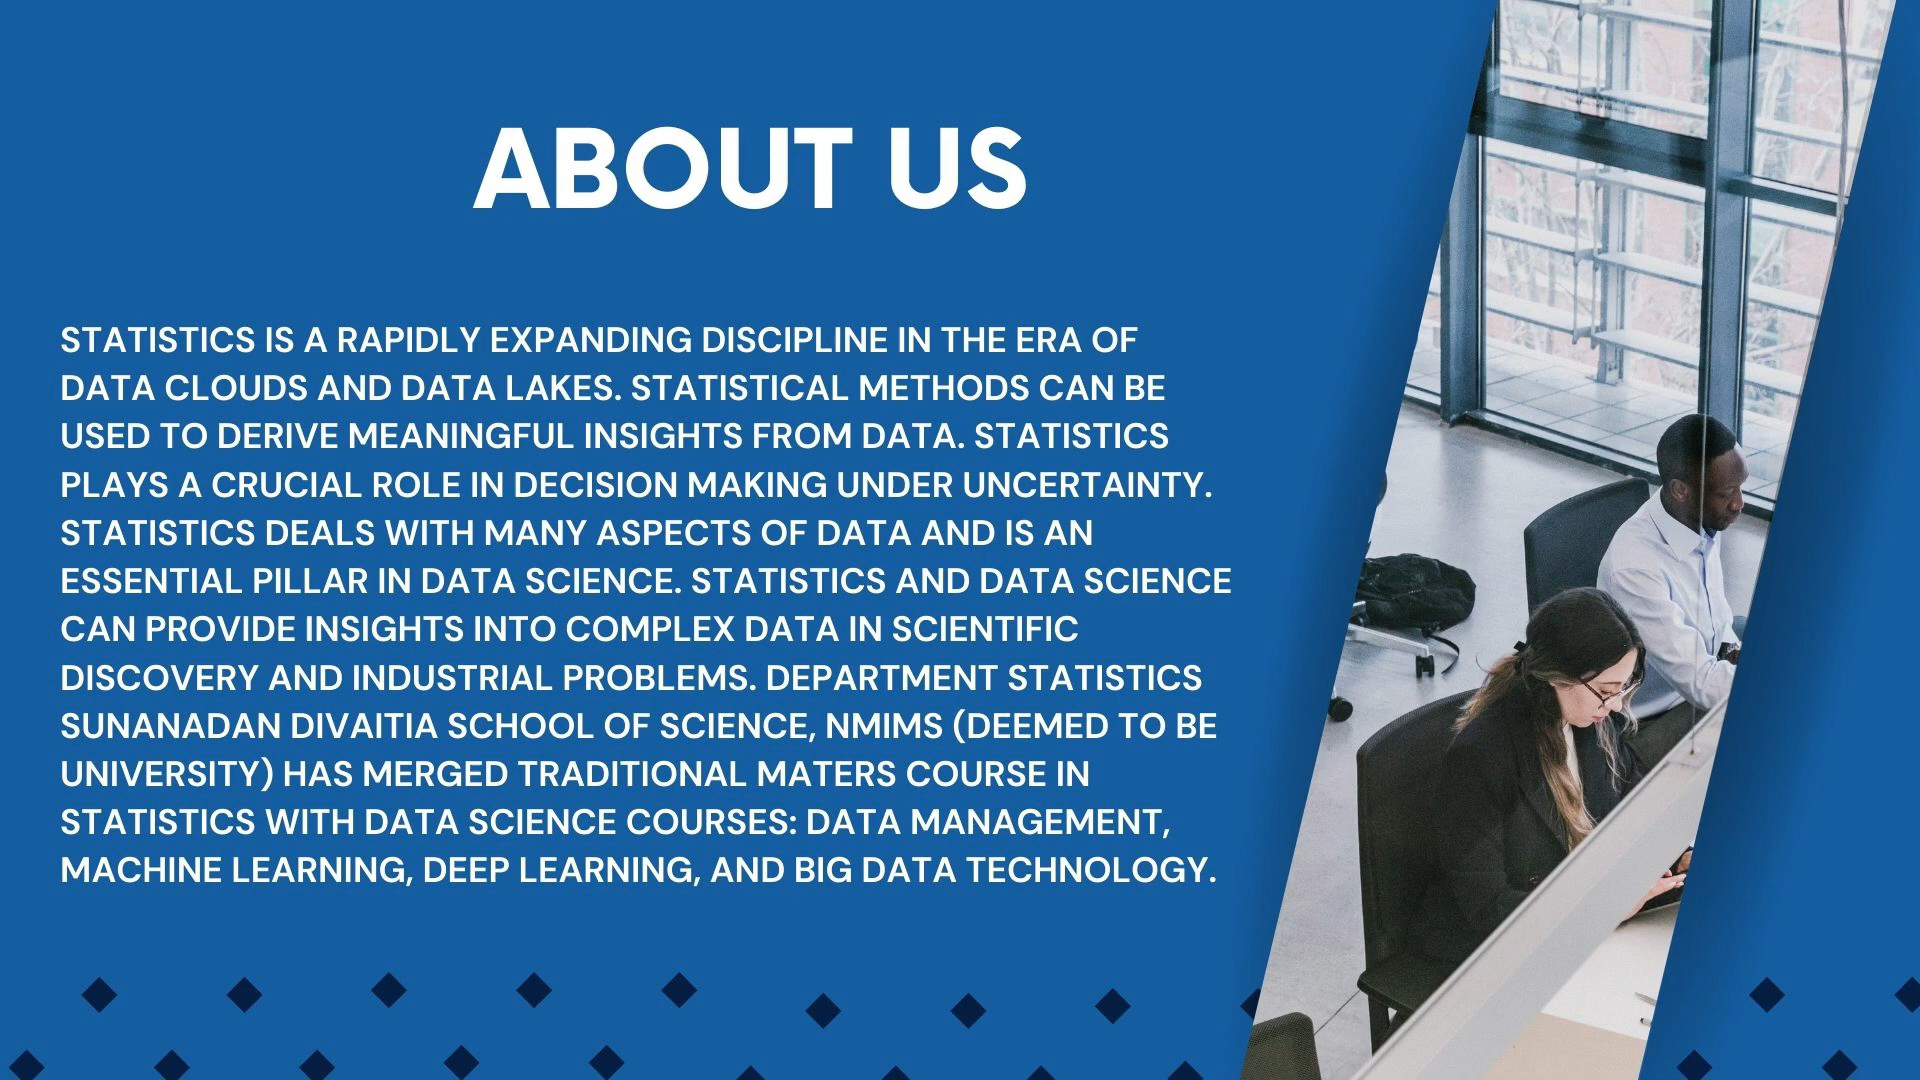 ABOUT US
STATISTICS IS A RAPIDLY EXPANDING DISCIPLINE IN THE ERA OF
DATA CLOUDS AND DATA LAKES. STATISTICAL METHODS CAN BE
USED TO DERIVE MEANINGFUL INSIGHTS FROM DATA. STATISTICS
PLAYS A CRUCIAL ROLE IN DECISION MAKING UNDER UNCERTAINTY.
STATISTICS DEALS WITH MANY ASPECTS OF DATA AND IS AN
ESSENTIAL PILLAR IN DATA SCIENCE. STATISTICS AND DATA SCIENCE
CAN PROVIDE INSIGHTS INTO COMPLEX DATA IN SCIENTIFIC
DISCOVERY AND INDUSTRIAL PROBLEMS. DEPARTMENT STATISTICS
SUNANADAN DIVAITIA SCHOOL OF SCIENCE, NMIMS (DEEMED TO BE
UNIVERSITY) HAS MERGED TRADITIONAL MATERS COURSE IN
STATISTICS WITH DATA SCIENCE COURSES: DATA MANAGEMENT,
MACHINE LEARNING, DEEP LEARNING, AND BIG DATA TECHNOLOGY.